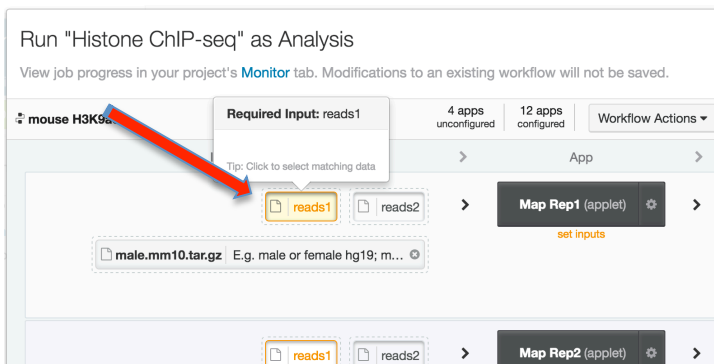 Run "Histone ChIP-seq" as Analysis
View job progress in your project's Monitor tab. Modifications to an existing workflow will not be saved.
mouse H3K9a
Required Input: reads1
Tip: Click to select matching data
4 apps
unconfigured
12 apps
configured
Workflow Actions
App
reads1
reads2
Map Rep1 (applet)
set inputs
male.mm10.tar.gz
E.g. male or female hg19; m...
reads1
reads2
Map Rep2 (applet)